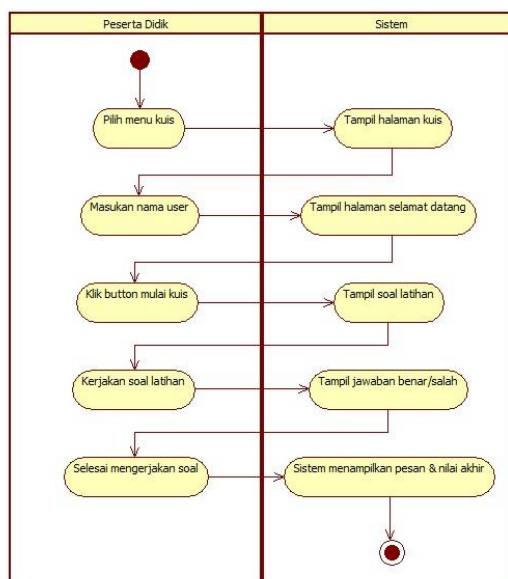 Peserta Didik
Sistem
Pilih menu kuis
Tampil halaman kuis
Masukan nama user
Tampil halaman selamat datang
Klik button mulai kuis
Tampil soal latihan
Kerjakan soal latihan
Tampil jawaban benar/salah
Selesai mengerjakan soal
Sistem menampilkan pesan & nilai akhir